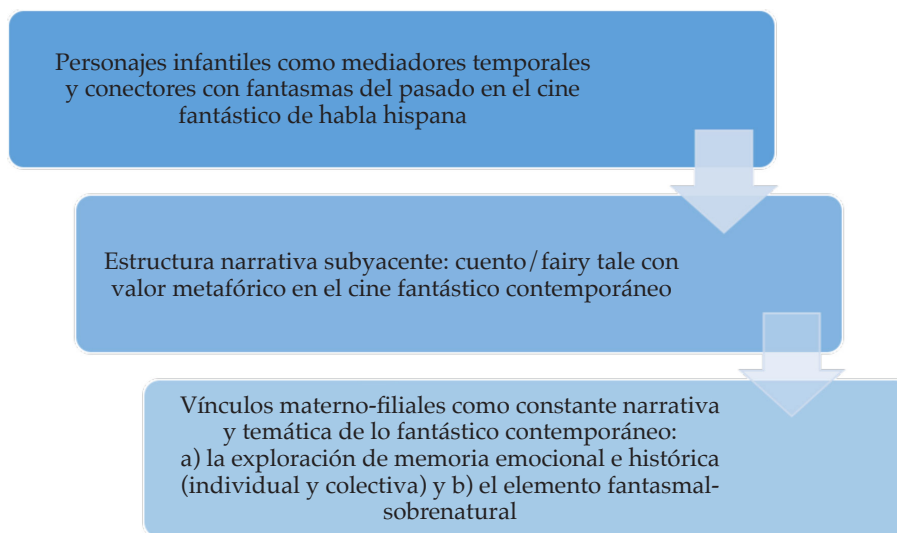 Personajes infantiles como mediadores temporales
y conectores con fantasmas del pasado en el cine
fantástico de habla hispana
Estructura narrativa subyacente: cuento/fairy tale con
valor metafórico en el cine fantástico contemporáneo
Vínculos materno-filiales como constante narrativa
y temática de lo fantástico contemporáneo:
a) la exploración de memoria emocional e histórica
(individual y colectiva) y b) el elemento fantasmal-
sobrenatural